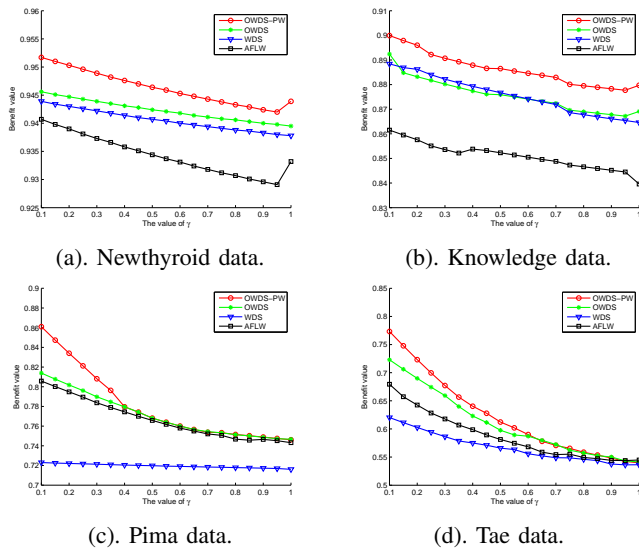 0.96
0.955
0.95
0.945
0.94
0.935
0.93
0.925
Benefit value
0.1 0.2 0.3 0.4 0.5 0.6 0.7 0.8 0.9 1
The value of γ
OWDS−PW
OWDS
WDS
AFLW
(a). Newthyroid data.
0.91
0.9
0.89
0.88
0.87
0.86
0.85
0.84
0.83
Benefit value
0.1 0.2 0.3 0.4 0.5 0.6 0.7 0.8 0.9 1
The value of γ
OWDS−PW
OWDS
WDS
AFLW
(b). Knowledge data.
0.9
0.86
0.82
0.8
0.76
0.72
0.7
Benefit value
0.1 0.2 0.3 0.4 0.5 0.6 0.7 0.8 0.9 1
The value of γ
OWDS−PW
OWDS
WDS
AFLW
(c). Pima data.
0.85
0.8
0.75
0.7
0.65
0.6
0.55
0.5
Benefit value
0.1 0.2 0.3 0.4 0.5 0.6 0.7 0.8 0.9 1
The value of γ
OWDS−PW
OWDS
WDS
AFLW
(d). Tae data.